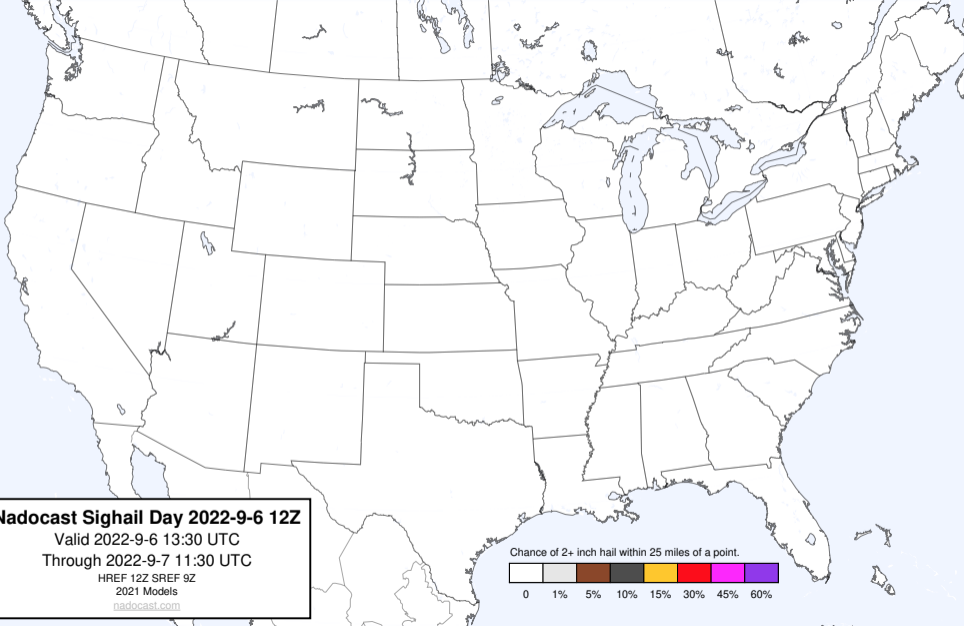 Nadocast Sighail Day 2022-9-6 12Z
Valid 2022-9-6 13:30 UTC
Through 2022-9-7 11:30 UTC
HREF 12Z SREF 9Z
2021 Models
nadocast.com
Chance of 2+ inch hail within 25 miles of a point.
0 1% 5% 10% 15% 30% 45% 60%